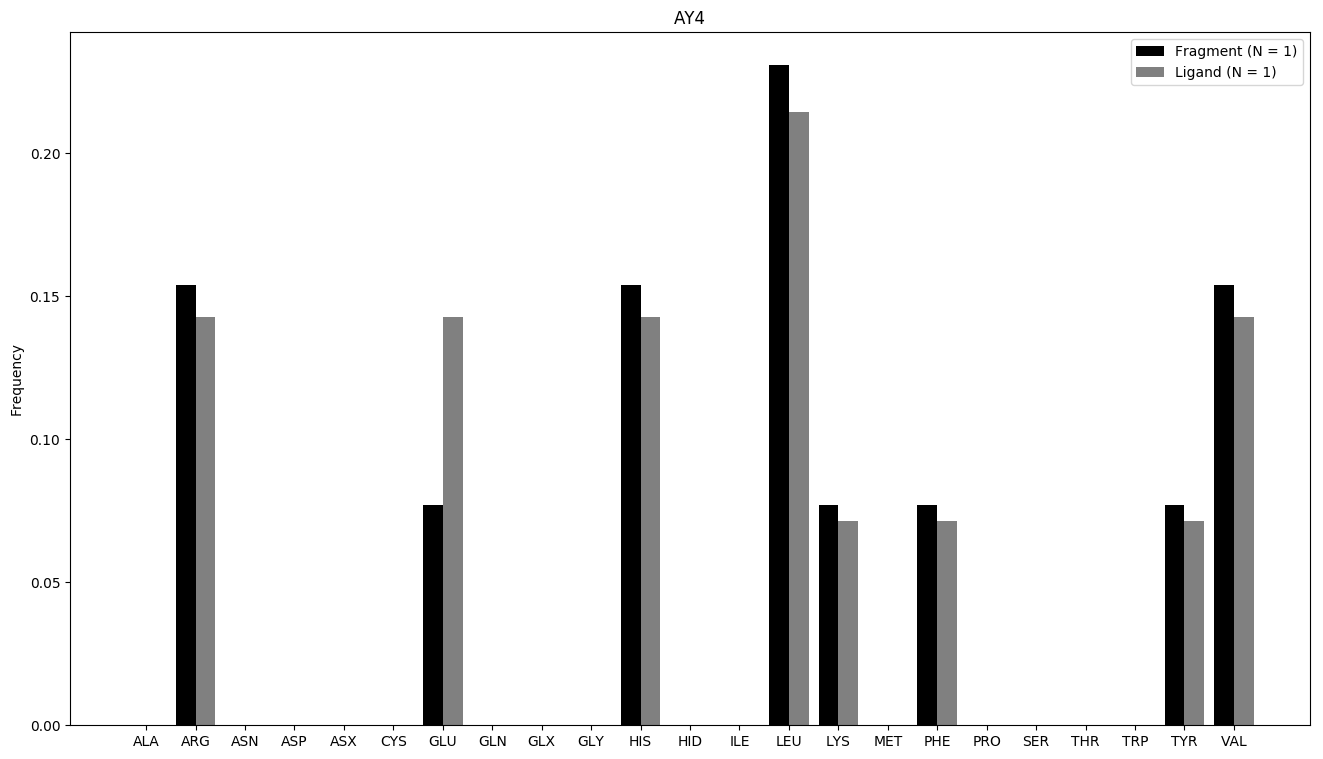 AY4
Fragment (N = 1)
Ligand (N = 1)
Frequency
0.20
0.15
0.10
0.05
0.00
ALA ARG ASN ASP ASX CYS GLU GLN GLX GLY HIS HID ILE LEU LYS MET PHE PRO SER THR TRP TYR VAL